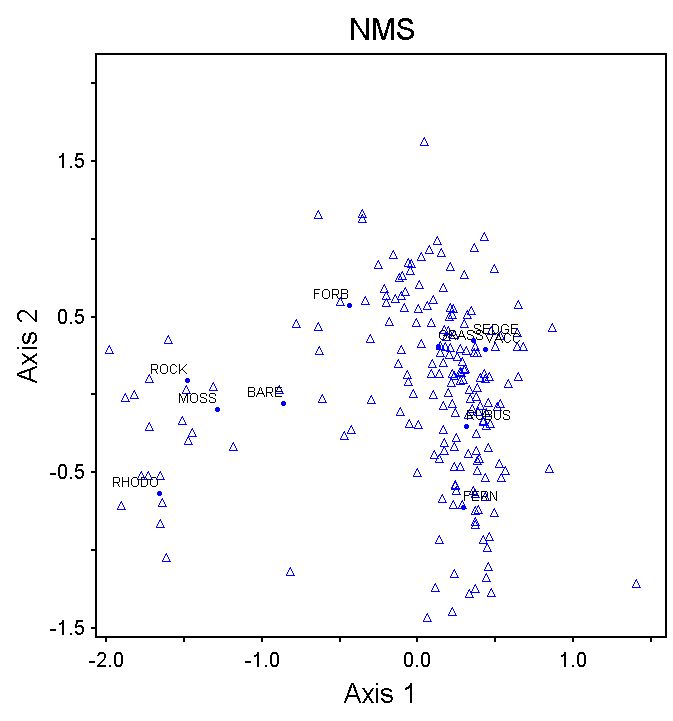 NMS
1.5
FORB
0.5
SEDGE
GRASS
VACC
ROCK
MOSS
BARE
RUBUS
-0.5
RHODO
FERN
-1.5
-2.0
-1.0
0.0
1.0
Axis 1
Axis 2